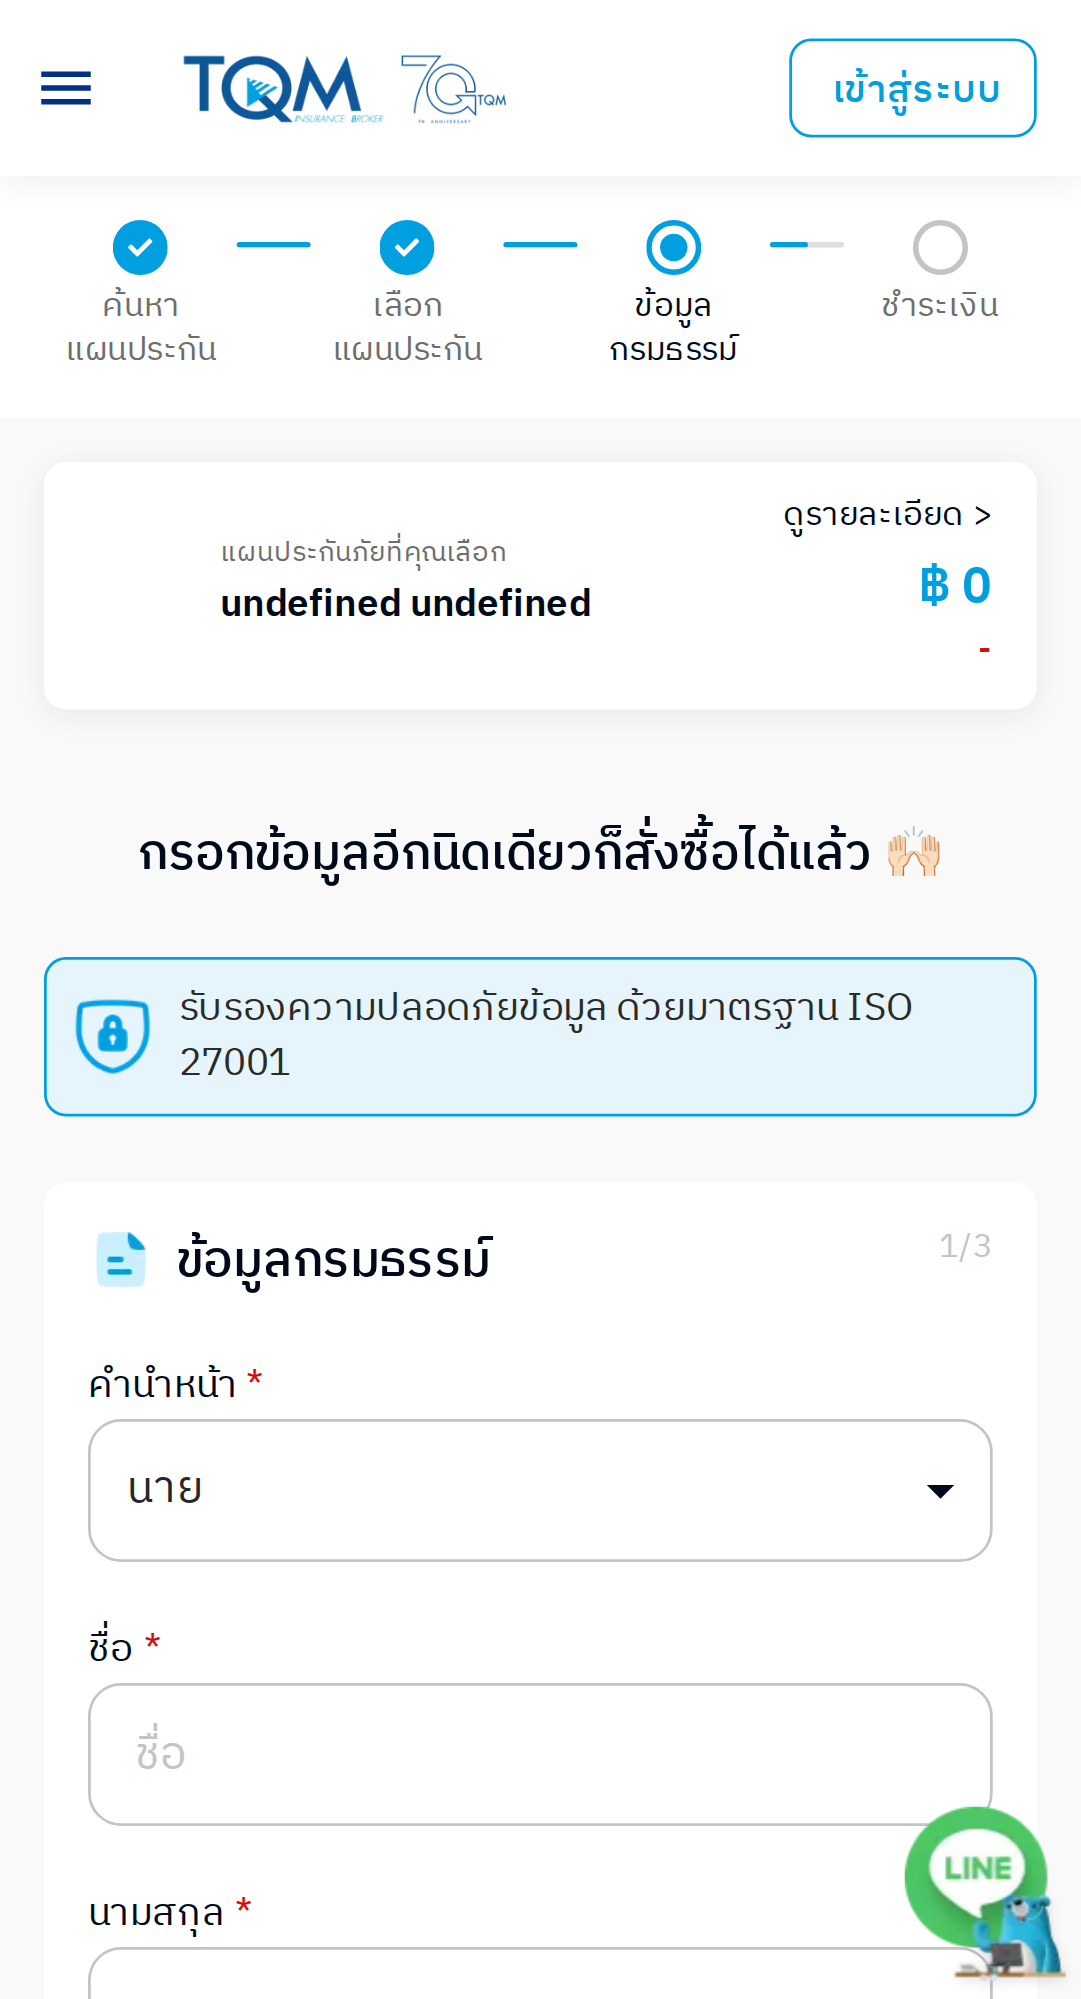 TQM
INSURANCE BROKER
70 TQM
TH ANNIVERSARY
เข้าสู่ระบบ
ค้นหา
แผนประกัน
เลือก
แผนประกัน
ข้อมูล
กรมธรรม์
ชำระเงิน
ดูรายละเอียด >
แผนประกันภัยที่คุณเลือก
undefined undefined
฿ 0
-
กรอกข้อมูลอีกนิดเดียวก็สั่งซื้อได้แล้ว 🙌🏻
รับรองความปลอดภัยข้อมูล ด้วยมาตรฐาน ISO
27001
ข้อมูลกรมธรรม์
1/3
คำนำหน้า *
นาย
ชื่อ *
ชื่อ
LINE
นามสกุล *